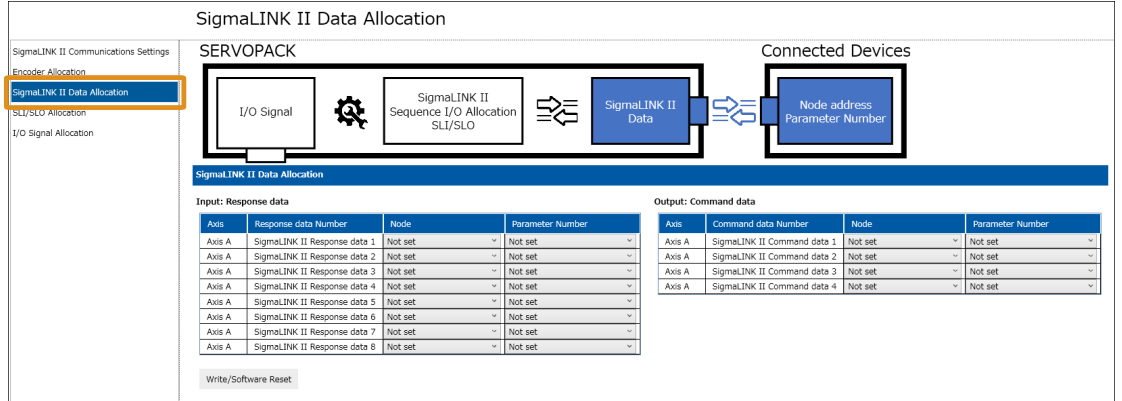 SigmaLINK II Data Allocation
SigmaLINK II Communications Settings
Encoder Allocation
SigmaLINK II Data Allocation
SLI/SLO Allocation
I/O Signal Allocation
SERVOPACK
Connected Devices
I/O Signal
SigmaLINK II
Sequence I/O Allocation
SLI/SLO
SigmaLINK II
Data
Node address
Parameter Number
SigmaLINK II Data Allocation
Input: Response data
Axis Response data Number Node Parameter Number
Axis A SigmaLINK II Response data 1 Not set Not set
Axis A SigmaLINK II Response data 2 Not set Not set
Axis A SigmaLINK II Response data 3 Not set Not set
Axis A SigmaLINK II Response data 4 Not set Not set
Axis A SigmaLINK II Response data 5 Not set Not set
Axis A SigmaLINK II Response data 6 Not set Not set
Axis A SigmaLINK II Response data 7 Not set Not set
Axis A SigmaLINK II Response data 8 Not set Not set
Output: Command data
Axis Command data Number Node Parameter Number
Axis A SigmaLINK II Command data 1 Not set Not set
Axis A SigmaLINK II Command data 2 Not set Not set
Axis A SigmaLINK II Command data 3 Not set Not set
Axis A SigmaLINK II Command data 4 Not set Not set
Write/Software Reset